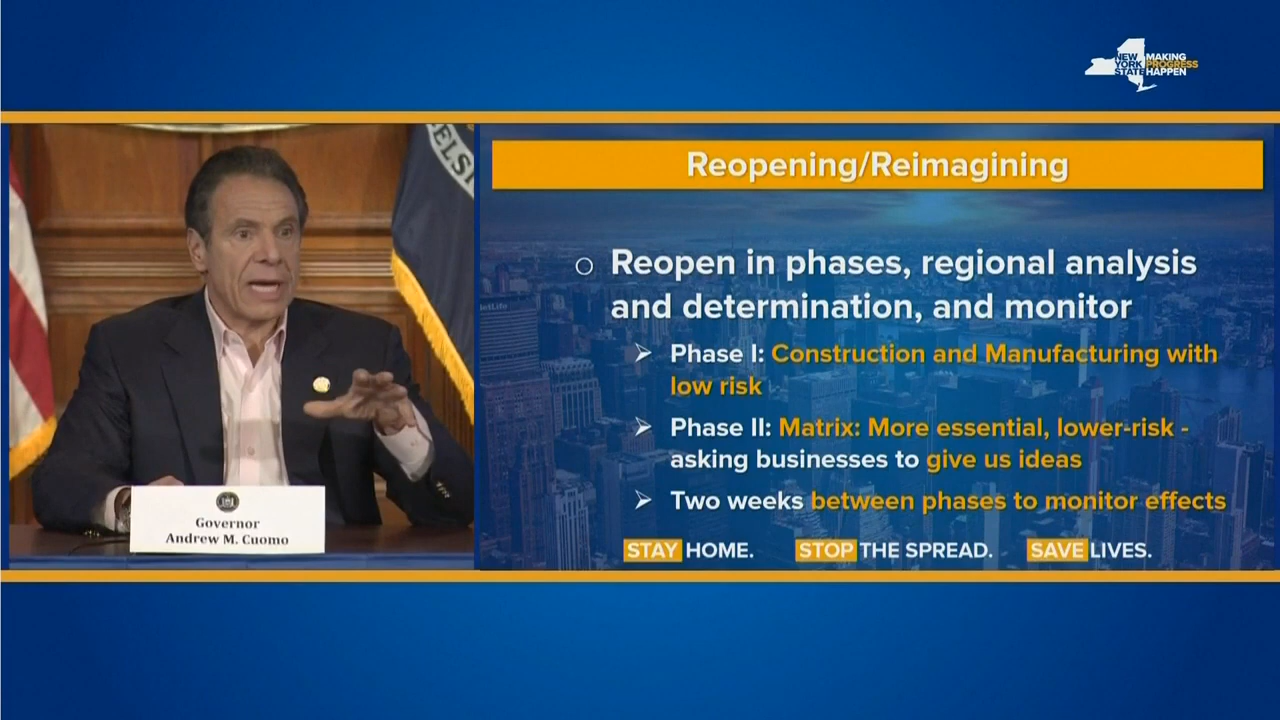 NEW
YORK
STATE
MAKING
PROGRESS
HAPPEN
ELSI
Reopening/Reimagining
Reopen in phases, regional analysis
and determination, and monitor
Phase I: Construction and Manufacturing with
low risk
Phase II: Matrix: More essential, lower-risk -
asking businesses to give us ideas
Two weeks between phases to monitor effects
STAY HOME. STOP THE SPREAD. SAVE LIVES.
Governor
Andrew M. Cuomo
MetLife